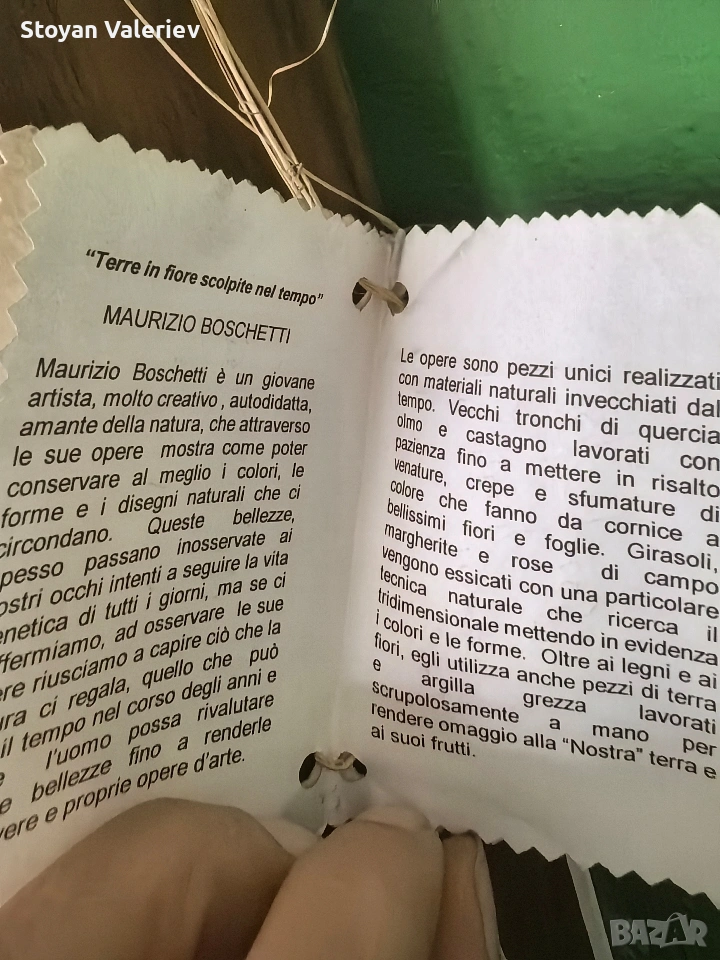 Stoyan Valeriev
“Terre in fiore scolpite nel tempo”
MAURIZIO BOSCHETTI
Maurizio Boschetti è un giovane
artista, molto creativo , autodidatta,
amante della natura, che attraverso
le sue opere mostra come poter
conservare al meglio i colori, le
forme e i disegni naturali che ci
circondano. Queste bellezze,
pesso passano inosservate ai
ostri occhi intenti a seguire la vita
enetica di tutti i giorni, ma se ci
ffermiamo, ad osservare le sue
ere riusciamo a capire ciò che la
ura ci regala, quello che può
il tempo nel corso degli anni e
l’uomo possa rivalutare
e bellezze fino a renderle
vere e proprie opere d’arte.
Le opere sono pezzi unici realizzati
con materiali naturali invecchiati dal
tempo. Vecchi tronchi di quercia
olmo e castagno lavorati con
pazienza fino a mettere in risalto
venature, crepe e sfumature di
colore che fanno da cornice a
bellissimi fiori e foglie. Girasoli,
margherite e rose di campo
vengono essicati con una particolare
tecnica naturale che ricerca il
tridimensionale mettendo in evidenza
i colori e le forme. Oltre ai legni e ai
fiori, egli utilizza anche pezzi di terra
e argilla grezza lavorati
scrupolosamente a mano per
rendere omaggio alla “Nostra” terra e
ai suoi frutti.
BAZAR